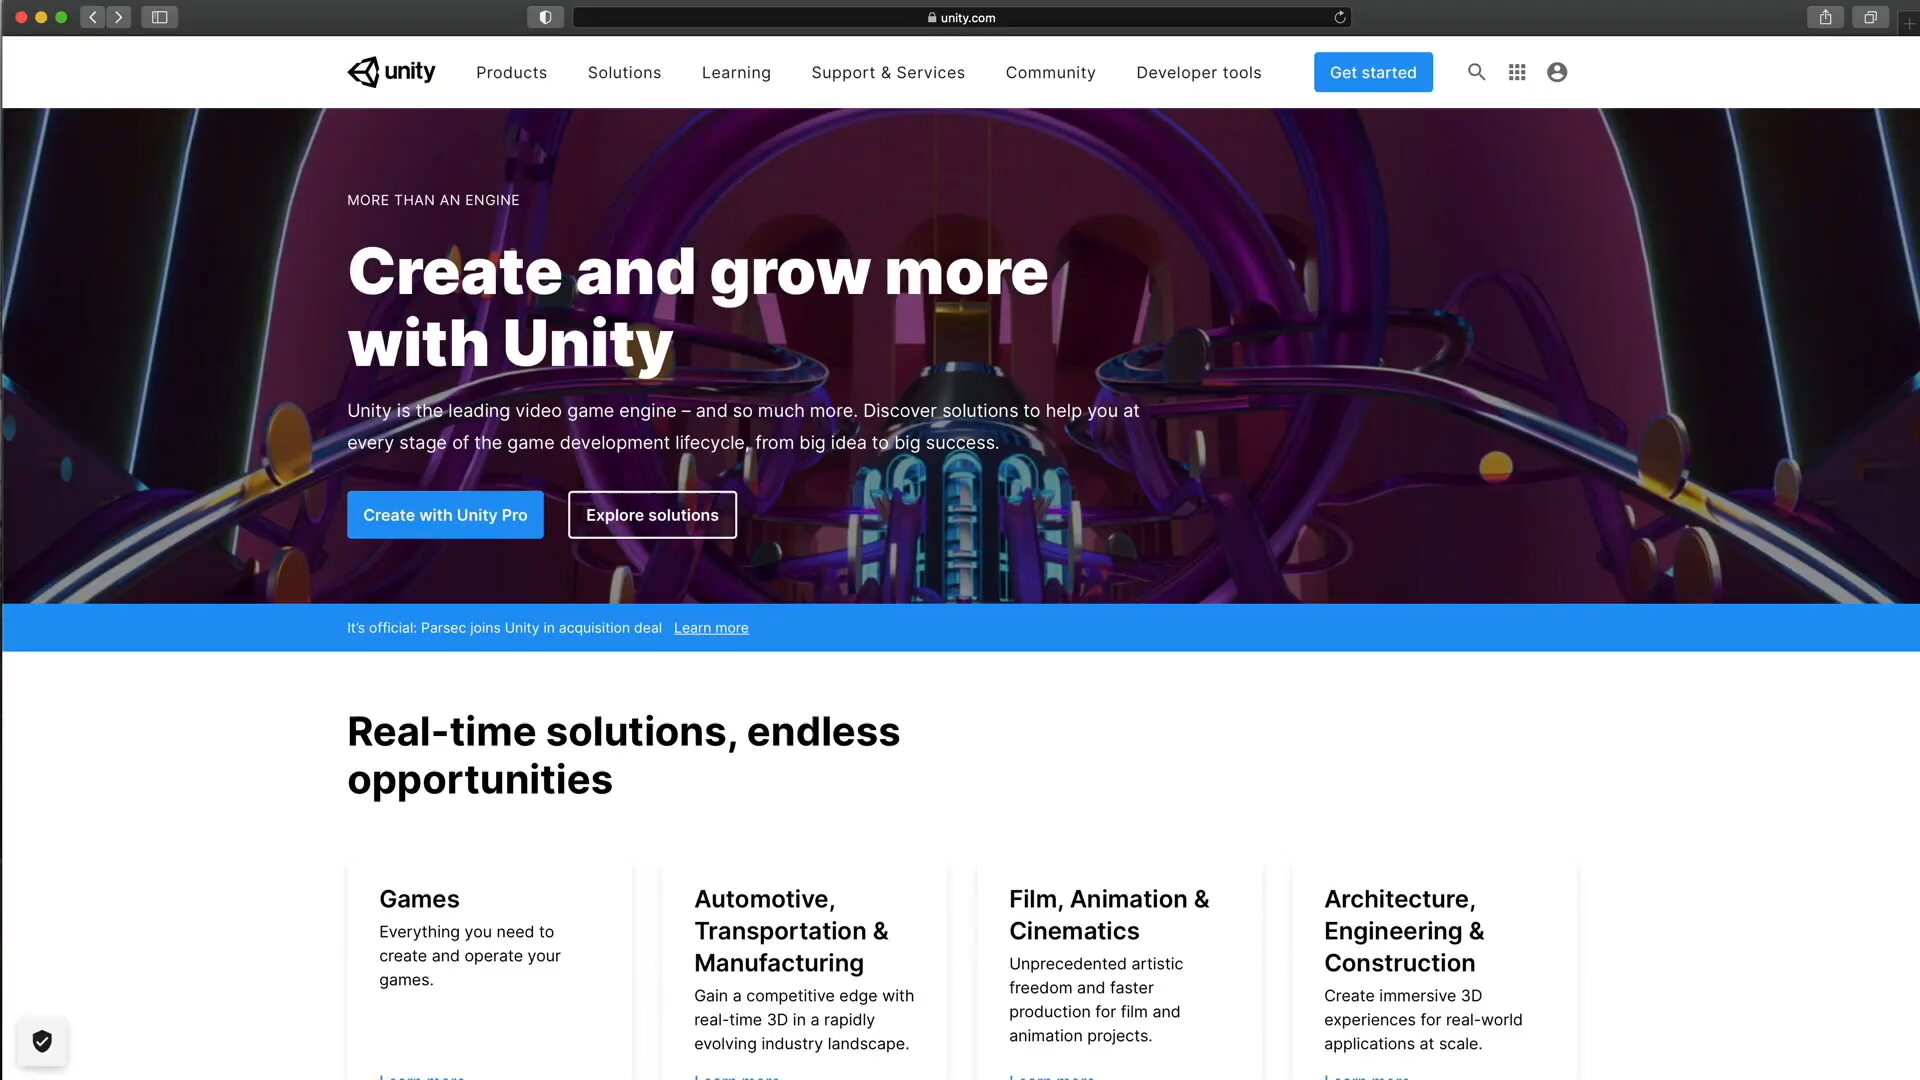 unity.com
unity
Products
Solutions
Learning
Support & Services
Community
Developer tools
Get started
MORE THAN AN ENGINE
Create and grow more
with Unity
Unity is the leading video game engine – and so much more. Discover solutions to help you at
every stage of the game development lifecycle, from big idea to big success.
Create with Unity Pro
Explore solutions
It's official: Parsec joins Unity in acquisition deal Learn more
Real-time solutions, endless
opportunities
Games
Everything you need to
create and operate your
games.
Learn more
Automotive,
Transportation &
Manufacturing
Gain a competitive edge with
real-time 3D in a rapidly
evolving industry landscape.
Learn more
Film, Animation &
Cinematics
Unprecedented artistic
freedom and faster
production for film and
animation projects.
Learn more
Architecture,
Engineering &
Construction
Create immersive 3D
experiences for real-world
applications at scale.
Learn more